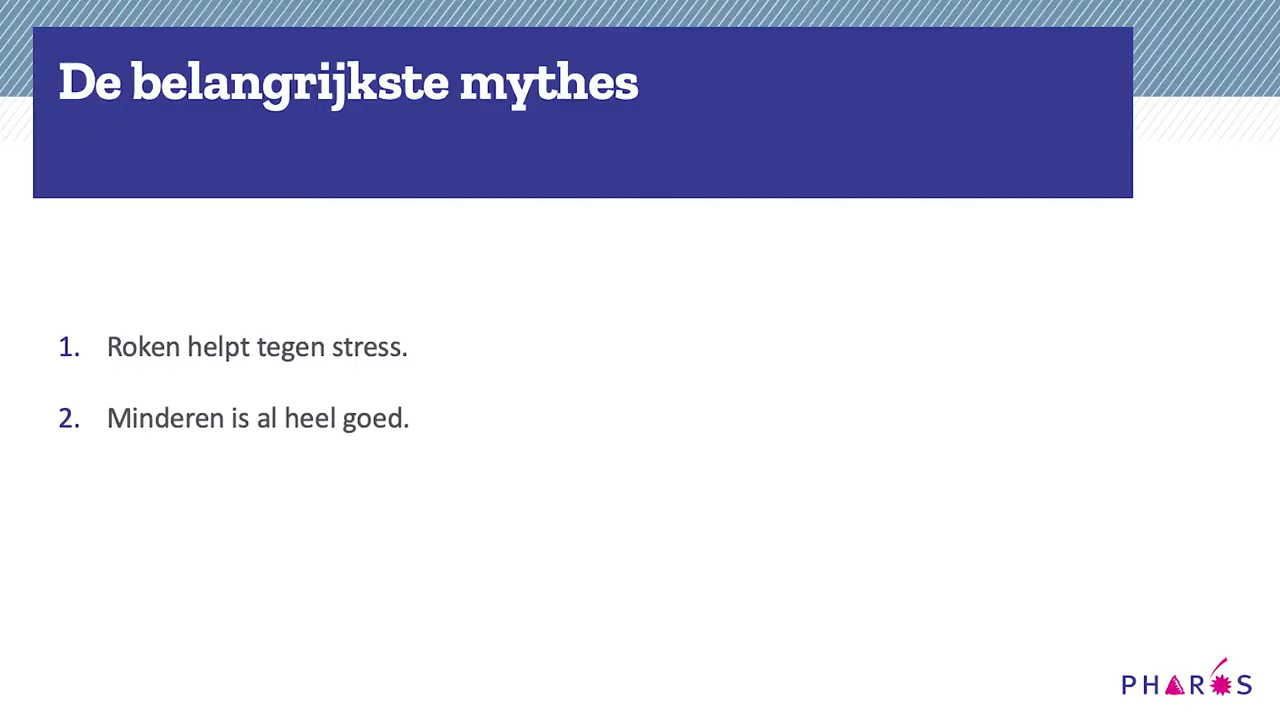 De belangrijkste mythes
1. Roken helpt tegen stress.
2. Minderen is al heel goed.
PHAROS